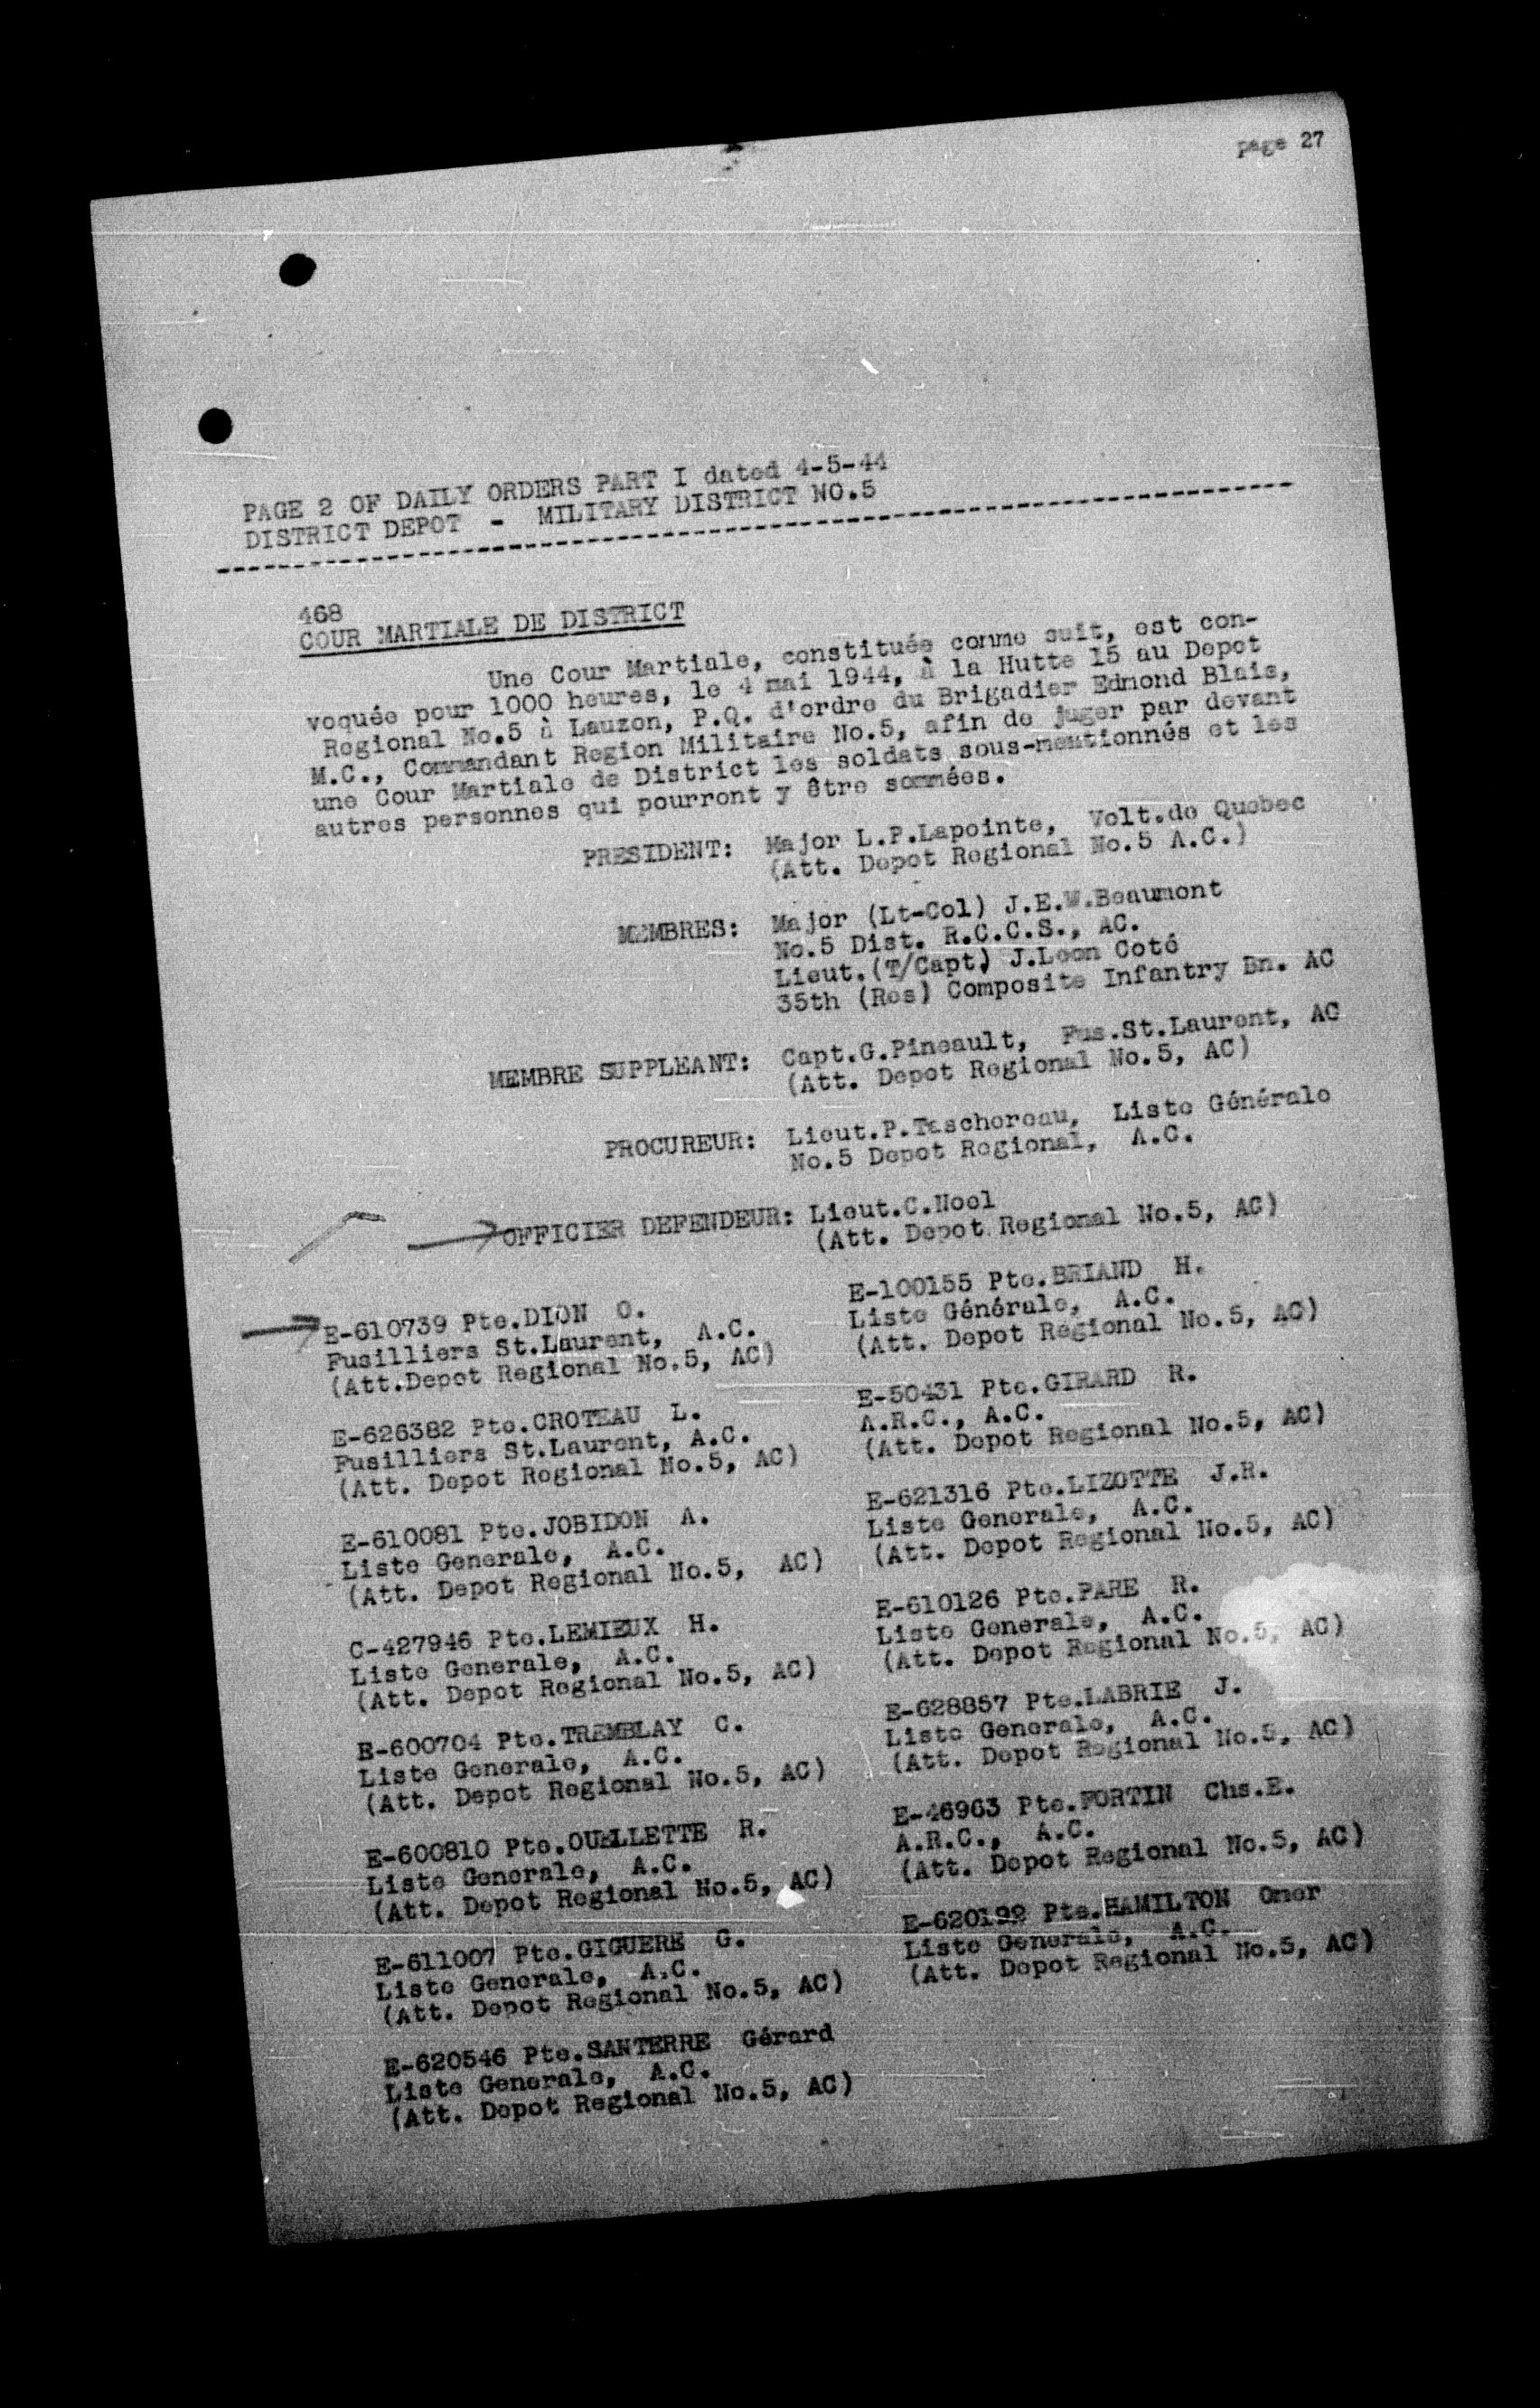 page 27
PAGE 2 OF DAILY ORDERS PART I dated 4-5-44
DISTRICT DEPOT - MILITARY DISTRICT NO.5
468
COUR MARTIALE DE DISTRICT
Une Cour Martiale, constituée comme suit, est con-
voquée pour 1000 heures, le 4 mai 1944, à la Hutte 15 au Depot
Regional No.5 à Lauzon, P.Q. d'ordre du Brigadier Edmond Blais,
M.C., Commandant Region Militaire No.5, afin de juger par devant
une Cour Martiale de District les soldats sous-mentionnés et les
autres personnes qui pourront y être sommées.
PRESIDENT: Major L.P.Lapointe, Volt.de Quebec
(Att. Depot Regional No.5 A.C.)
MEMBRES: Major (Lt-Col) J.E.W.Beaumont
No.5 Dist. R.C.C.S., AC.
Lieut.(T/Capt) J.Leon Coté
35th (Res) Composite Infantry Bn. AC
MEMBRE SUPPLEANT: Capt.G.Pineault, Fus.St.Laurent, AC
(Att. Depot Regional No.5, AC)
PROCUREUR: Lieut.P.Taschereau, Liste Générale
No.5 Depot Regional, A.C.
OFFICIER DEFENDEUR: Lieut.C.Noel
(Att. Depot Regional No.5, AC)
E-610739 Pte.DION O.
Fusilliers St.Laurent, A.C.
(Att.Depot Regional No.5, AC)
E-626382 Pte.CROTEAU L.
Fusilliers St.Laurent, A.C.
(Att. Depot Regional No.5, AC)
E-610081 Pte.JOBIDON A.
Liste Generale, A.C.
(Att. Depot Regional No.5, AC)
C-427946 Pte.LEMIEUX H.
Liste Generale, A.C.
(Att. Depot Regional No.5, AC)
E-600704 Pte.TREMBLAY C.
Liste Generale, A.C.
(Att. Depot Regional No.5, AC)
E-600810 Pte.OUELLETTE R.
Liste Generale, A.C.
(Att. Depot Regional No.5, AC)
E-611007 Pte.GIGUERE G.
Liste Generale, A.C.
(Att. Depot Regional No.5, AC)
E-620546 Pte.SANTERRE Gérard
Liste Generale, A.C.
(Att. Depot Regional No.5, AC)
E-100155 Pte.BRIAND H.
Liste Générale, A.C.
(Att. Depot Regional No.5, AC)
E-50431 Pte.GIRARD R.
A.R.C., A.C.
(Att. Depot Regional No.5, AC)
E-621316 Pte.LIZOTTE J.R.
Liste Generale, A.C.
(Att. Depot Regional No.5, AC)
E-610126 Pte.PARE R.
Liste Generale, A.C.
(Att. Depot Regional No.5, AC)
E-628857 Pte.LABRIE J.
Liste Generale, A.C.
(Att. Depot Regional No.5, AC)
E-46963 Pte.FORTIN Chs.E.
A.R.C., A.C.
(Att. Depot Regional No.5, AC)
E-620192 Pte.HAMILTON Omer
Liste Generale, A.C.
(Att. Depot Regional No.5, AC)